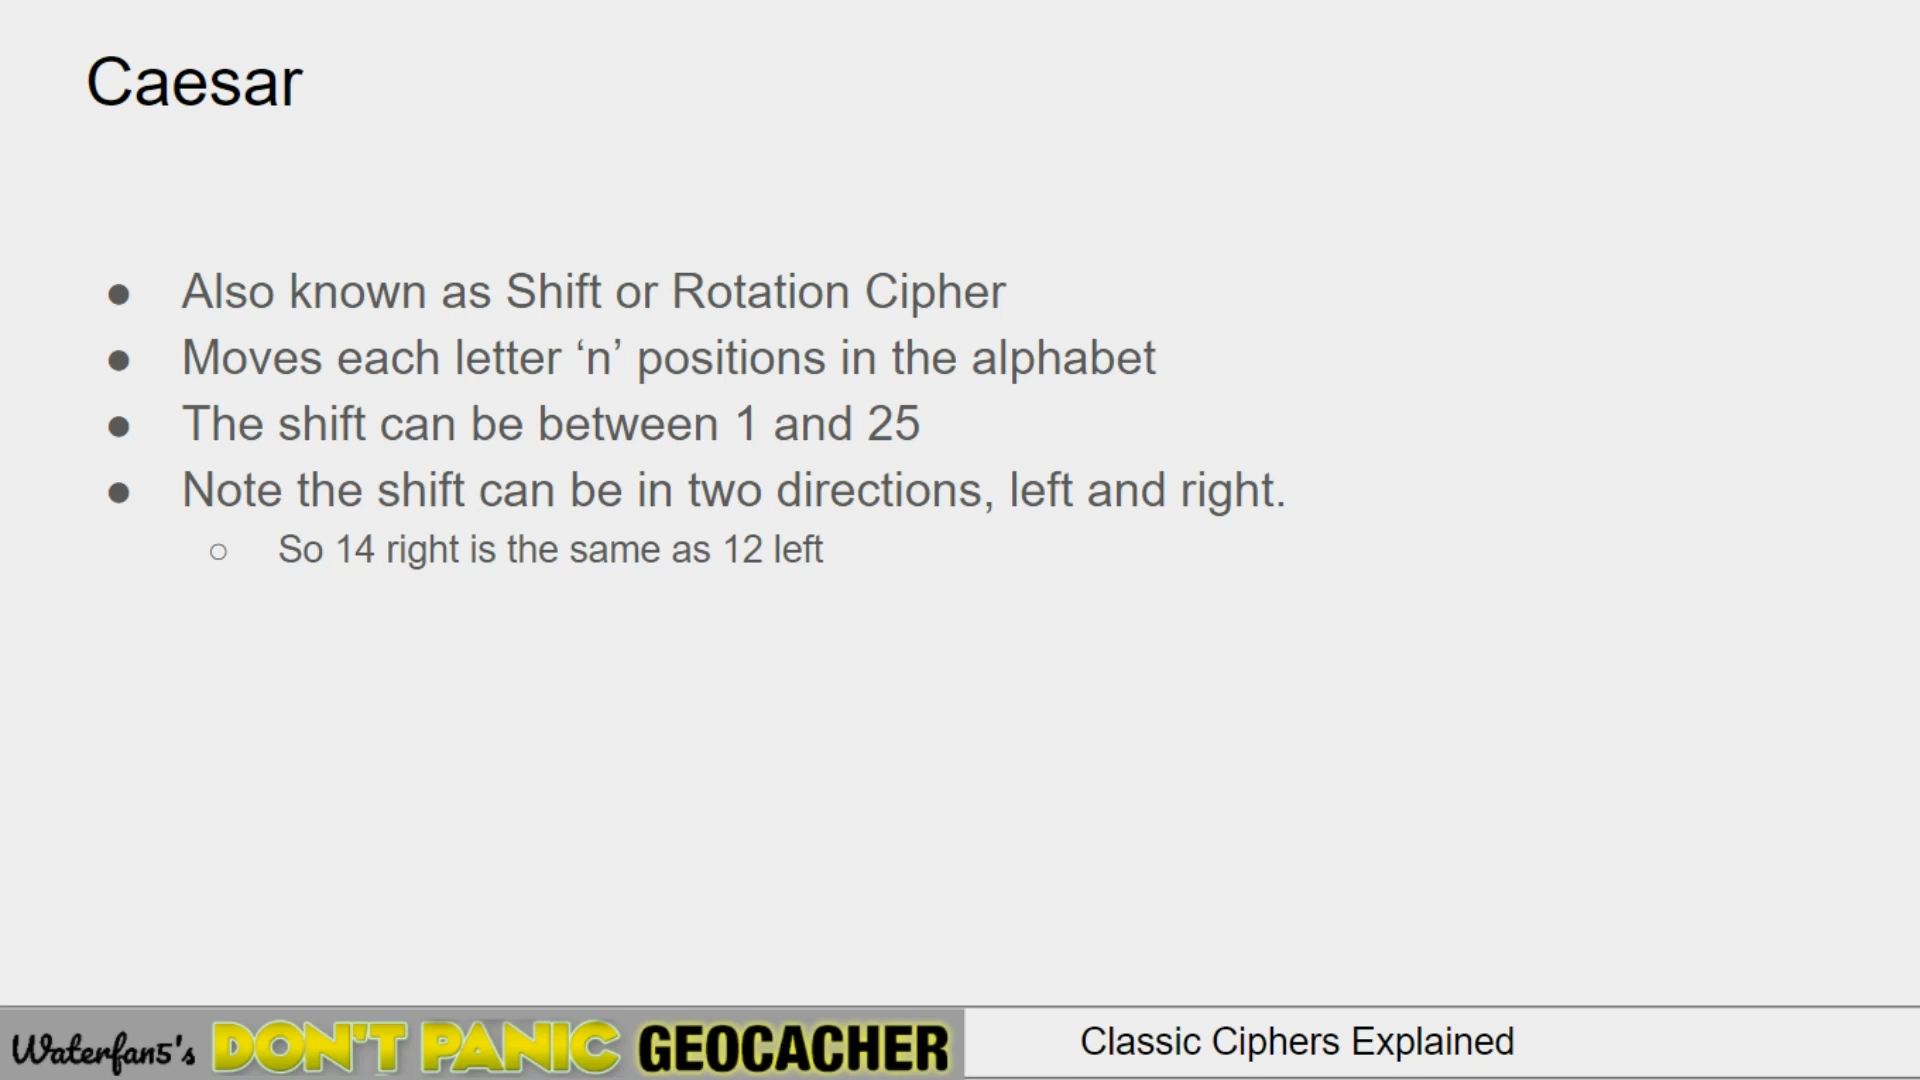 Caesar
● Also known as Shift or Rotation Cipher
● Moves each letter ‘n’ positions in the alphabet
● The shift can be between 1 and 25
● Note the shift can be in two directions, left and right.
○ So 14 right is the same as 12 left
Waterfan5's DON'T PANIC GEOCACHER
Classic Ciphers Explained